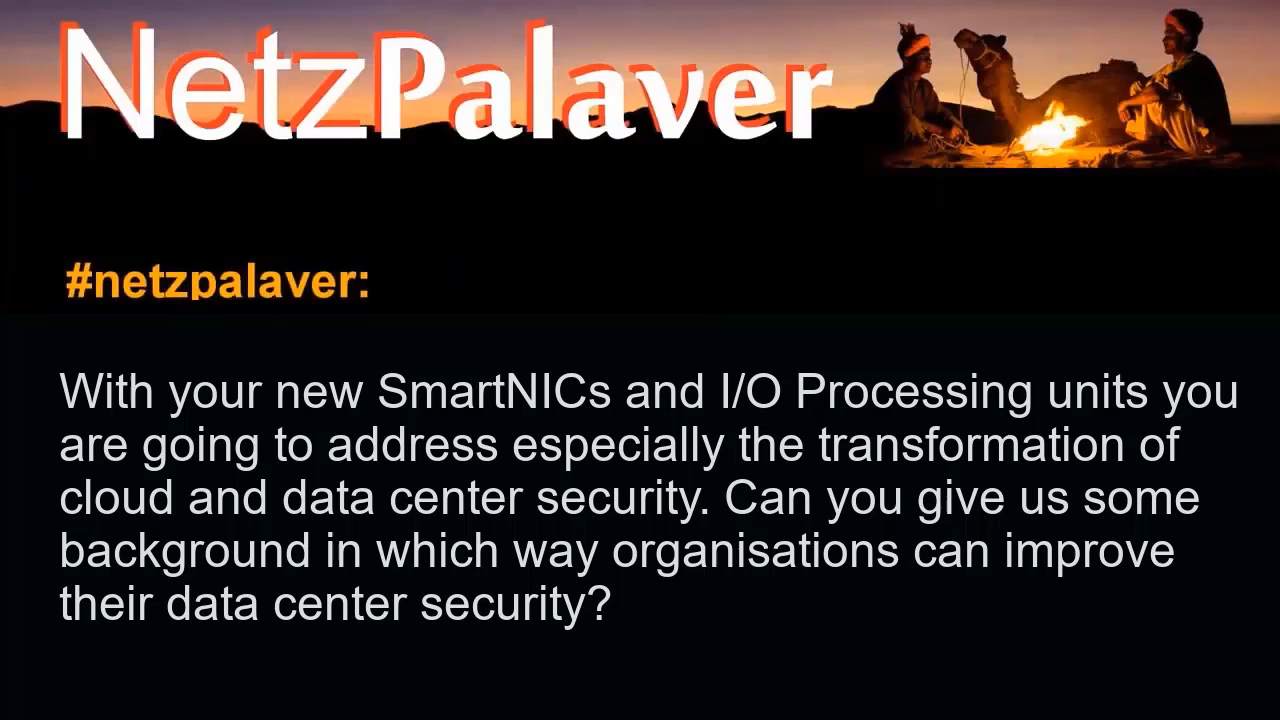 NetzPalaver
#netzpalaver:
With your new SmartNICs and I/O Processing units you
are going to address especially the transformation of
cloud and data center security. Can you give us some
background in which way organisations can improve
their data center security?